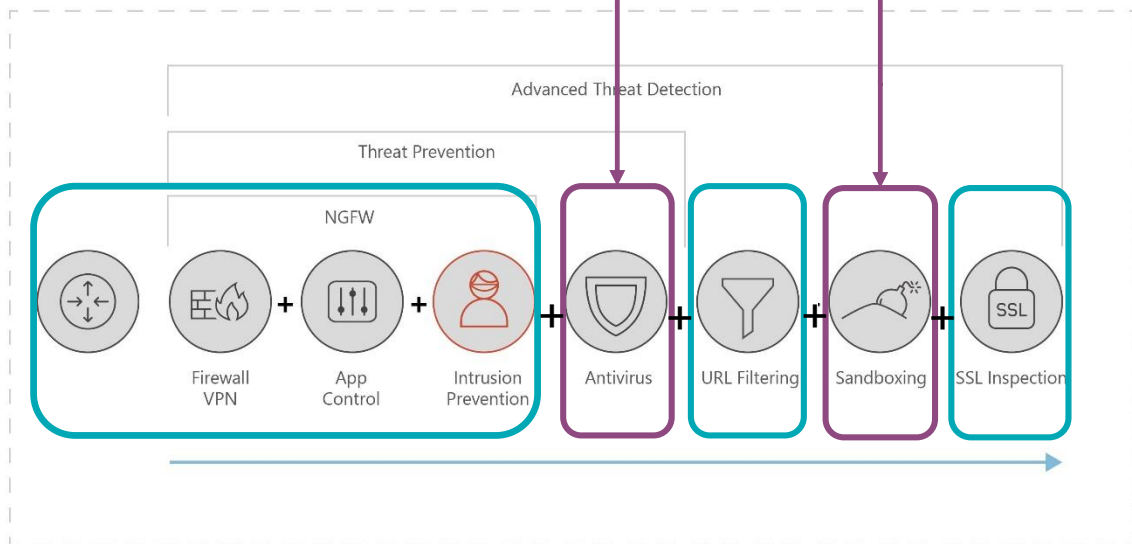 Advanced Threat Detection
Threat Prevention
NGFW
+
+
+
+
+
+
SSL
Firewall
VPN
App
Control
Intrusion
Prevention
Antivirus
URL Filtering
Sandboxing
SSL Inspection